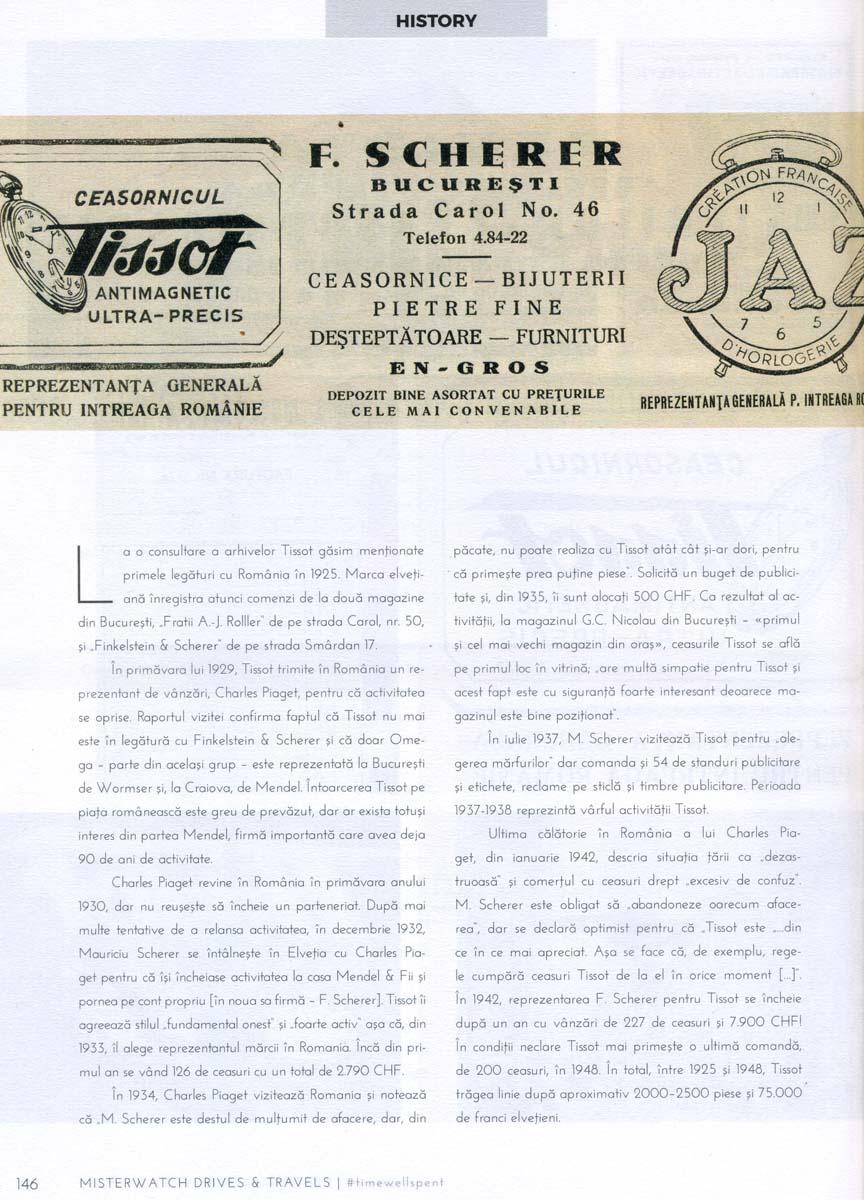 HISTORY
CEASORNICUL
Tissot
ANTIMAGNETIC
ULTRA-PRECIS
REPREZENTANȚA GENERALĂ
PENTRU INTREAGA ROMÂNIE
F. SCHERER
BUCUREȘTI
Strada Carol No. 46
Telefon 4.84-22
CEASORNICE — BIJUTERII
PIETRE FINE
DEȘTEPTĂTOARE — FURNITURI
EN-GROS
DEPOZIT BINE ASORTAT CU PREȚURILE
CELE MAI CONVENABILE
CRÉATION FRANÇAISE
11 12 1
JAZ
7 6 5
D'HORLOGERIE
REPREZENTANȚA GENERALĂ P. INTREAGA RO
La o consultare a arhivelor Tissot găsim menționate
primele legături cu România în 1925. Marca elveți-
ană înregistra atunci comenzi de la două magazine
din București, „Fratii A.-J. Rolller” de pe strada Carol, nr. 50,
și „Finkelstein & Scherer” de pe strada Smârdan 17.
În primăvara lui 1929, Tissot trimite în România un re-
prezentant de vânzări, Charles Piaget, pentru că activitatea
se oprise. Raportul vizitei confirma faptul că Tissot nu mai
este în legătură cu Finkelstein & Scherer și că doar Ome-
ga – parte din același grup – este reprezentată la București
de Wormser și, la Craiova, de Mendel. Întoarcerea Tissot pe
piața românească este greu de prevăzut, dar ar exista totuși
interes din partea Mendel, firmă importantă care avea deja
90 de ani de activitate.
Charles Piaget revine în România în primăvara anului
1930, dar nu reușește să încheie un parteneriat. După mai
multe tentative de a relansa activitatea, în decembrie 1932,
Mauriciu Scherer se întâlnește în Elveția cu Charles Pia-
get pentru că își încheiase activitatea la casa Mendel & Fii și
pornea pe cont propriu [în noua sa firmă – F. Scherer]. Tissot îi
agreează stilul „fundamental onest” și „foarte activ” așa că, din
1933, îl alege reprezentantul mărcii în Romania. Încă din pri-
mul an se vând 126 de ceasuri cu un total de 2.790 CHF.
În 1934, Charles Piaget vizitează Romania și notează
că „M. Scherer este destul de mulțumit de afacere, dar, din
păcate, nu poate realiza cu Tissot atât cât și-ar dori, pentru
că primește prea puține piese”. Solicită un buget de publici-
tate și, din 1935, îi sunt alocați 500 CHF. Ca rezultat al ac-
tivității, la magazinul G.C. Nicolau din București – «primul
și cel mai vechi magazin din oraș», ceasurile Tissot se află
pe primul loc în vitrină; „are multă simpatie pentru Tissot și
acest fapt este cu siguranță foarte interesant deoarece ma-
gazinul este bine poziționat”.
În iulie 1937, M. Scherer vizitează Tissot pentru „ale-
gerea mărfurilor” dar comanda și 54 de standuri publicitare
și etichete, reclame pe sticlă și timbre publicitare. Perioada
1937-1938 reprezintă vârful activității Tissot.
Ultima călătorie în România a lui Charles Pia-
get, din ianuarie 1942, descria situația țării ca „dezas-
truoasă” și comerțul cu ceasuri drept „excesiv de confuz”.
M. Scherer este obligat să „abandoneze oarecum aface-
rea”, dar se declară optimist pentru că „Tissot este „...din
ce în ce mai apreciat. Așa se face că, de exemplu, rege-
le cumpără ceasuri Tissot de la el în orice moment [...]”.
În 1942, reprezentarea F. Scherer pentru Tissot se încheie
după un an cu vânzări de 227 de ceasuri și 7.900 CHF!
În condiții neclare Tissot mai primește o ultimă comandă,
de 200 ceasuri, în 1948. În total, între 1925 și 1948, Tissot
trăgea linie după aproximativ 2000-2500 piese și 75.000
de franci elvețieni.
146 MISTERWATCH DRIVES & TRAVELS | #timewellspent